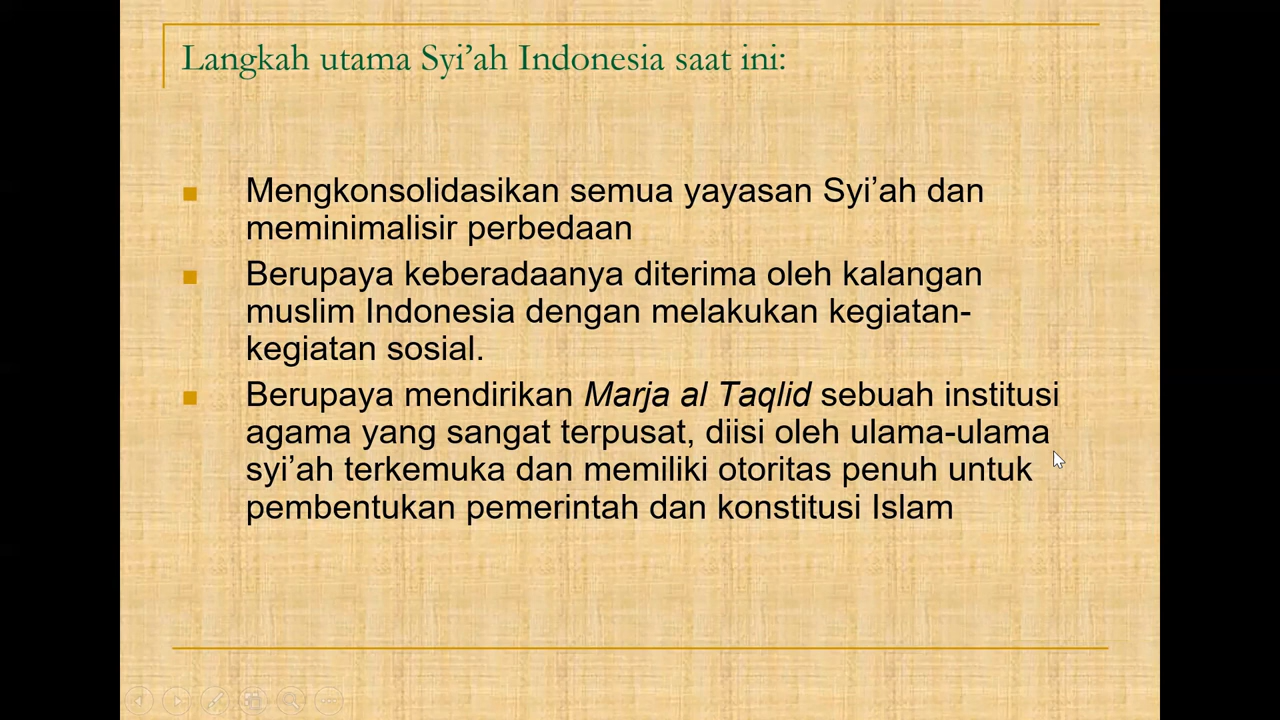 Langkah utama Syi’ah Indonesia saat ini:
Mengkonsolidasikan semua yayasan Syi’ah dan
meminimalisir perbedaan
Berupaya keberadaanya diterima oleh kalangan
muslim Indonesia dengan melakukan kegiatan-
kegiatan sosial.
Berupaya mendirikan Marja al Taqlid sebuah institusi
agama yang sangat terpusat, diisi oleh ulama-ulama
syi’ah terkemuka dan memiliki otoritas penuh untuk
pembentukan pemerintah dan konstitusi Islam